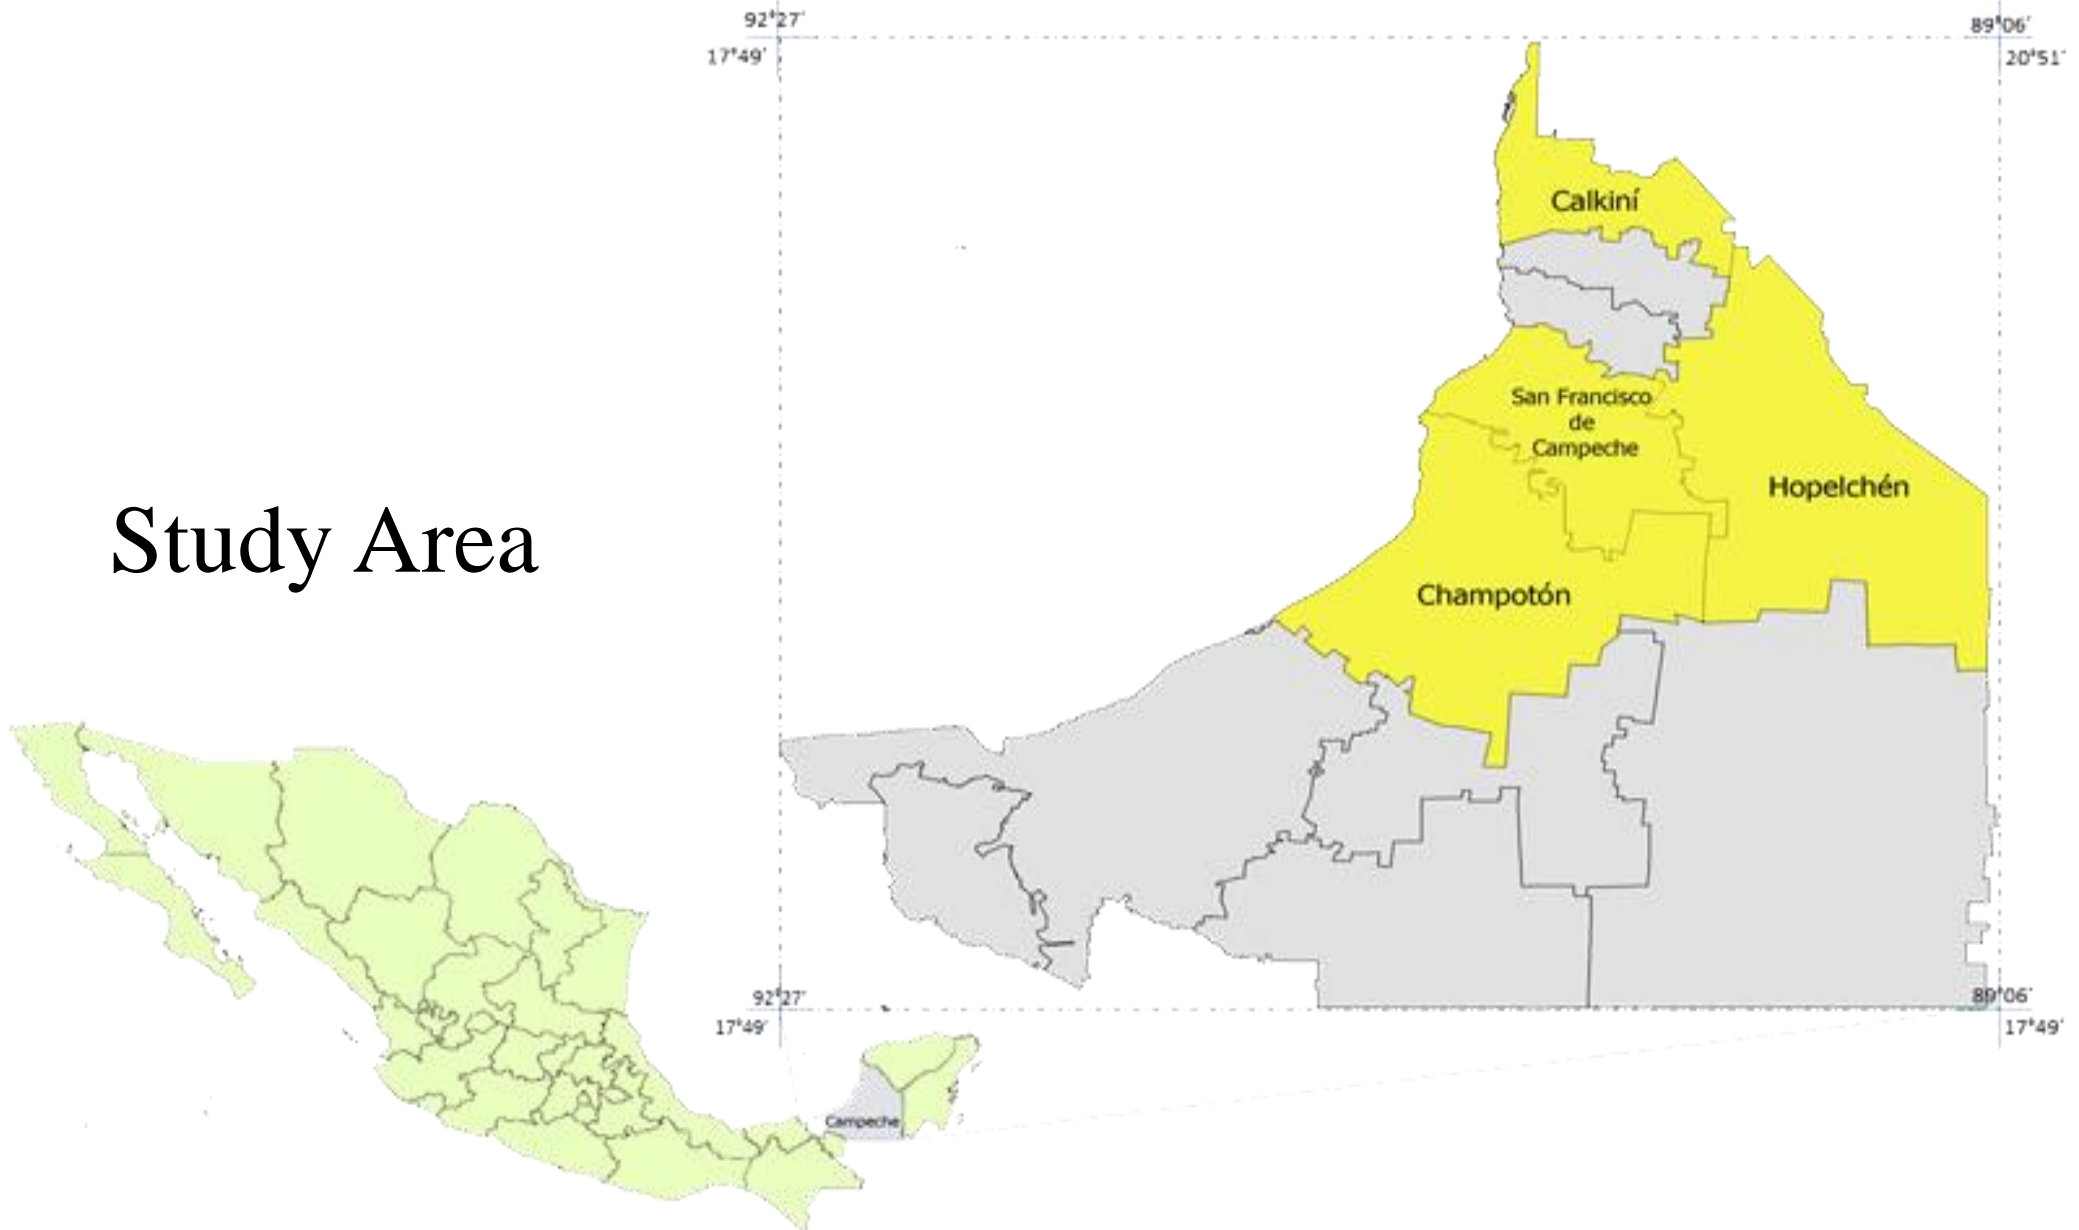 92°27'
89°06'
17°49'
20°51'
Calkiní
San Francisco
de
Campeche
Hopelchén
Study Area
Champotón
92°27'
89°06'
17°49'
17°49'
Campeche